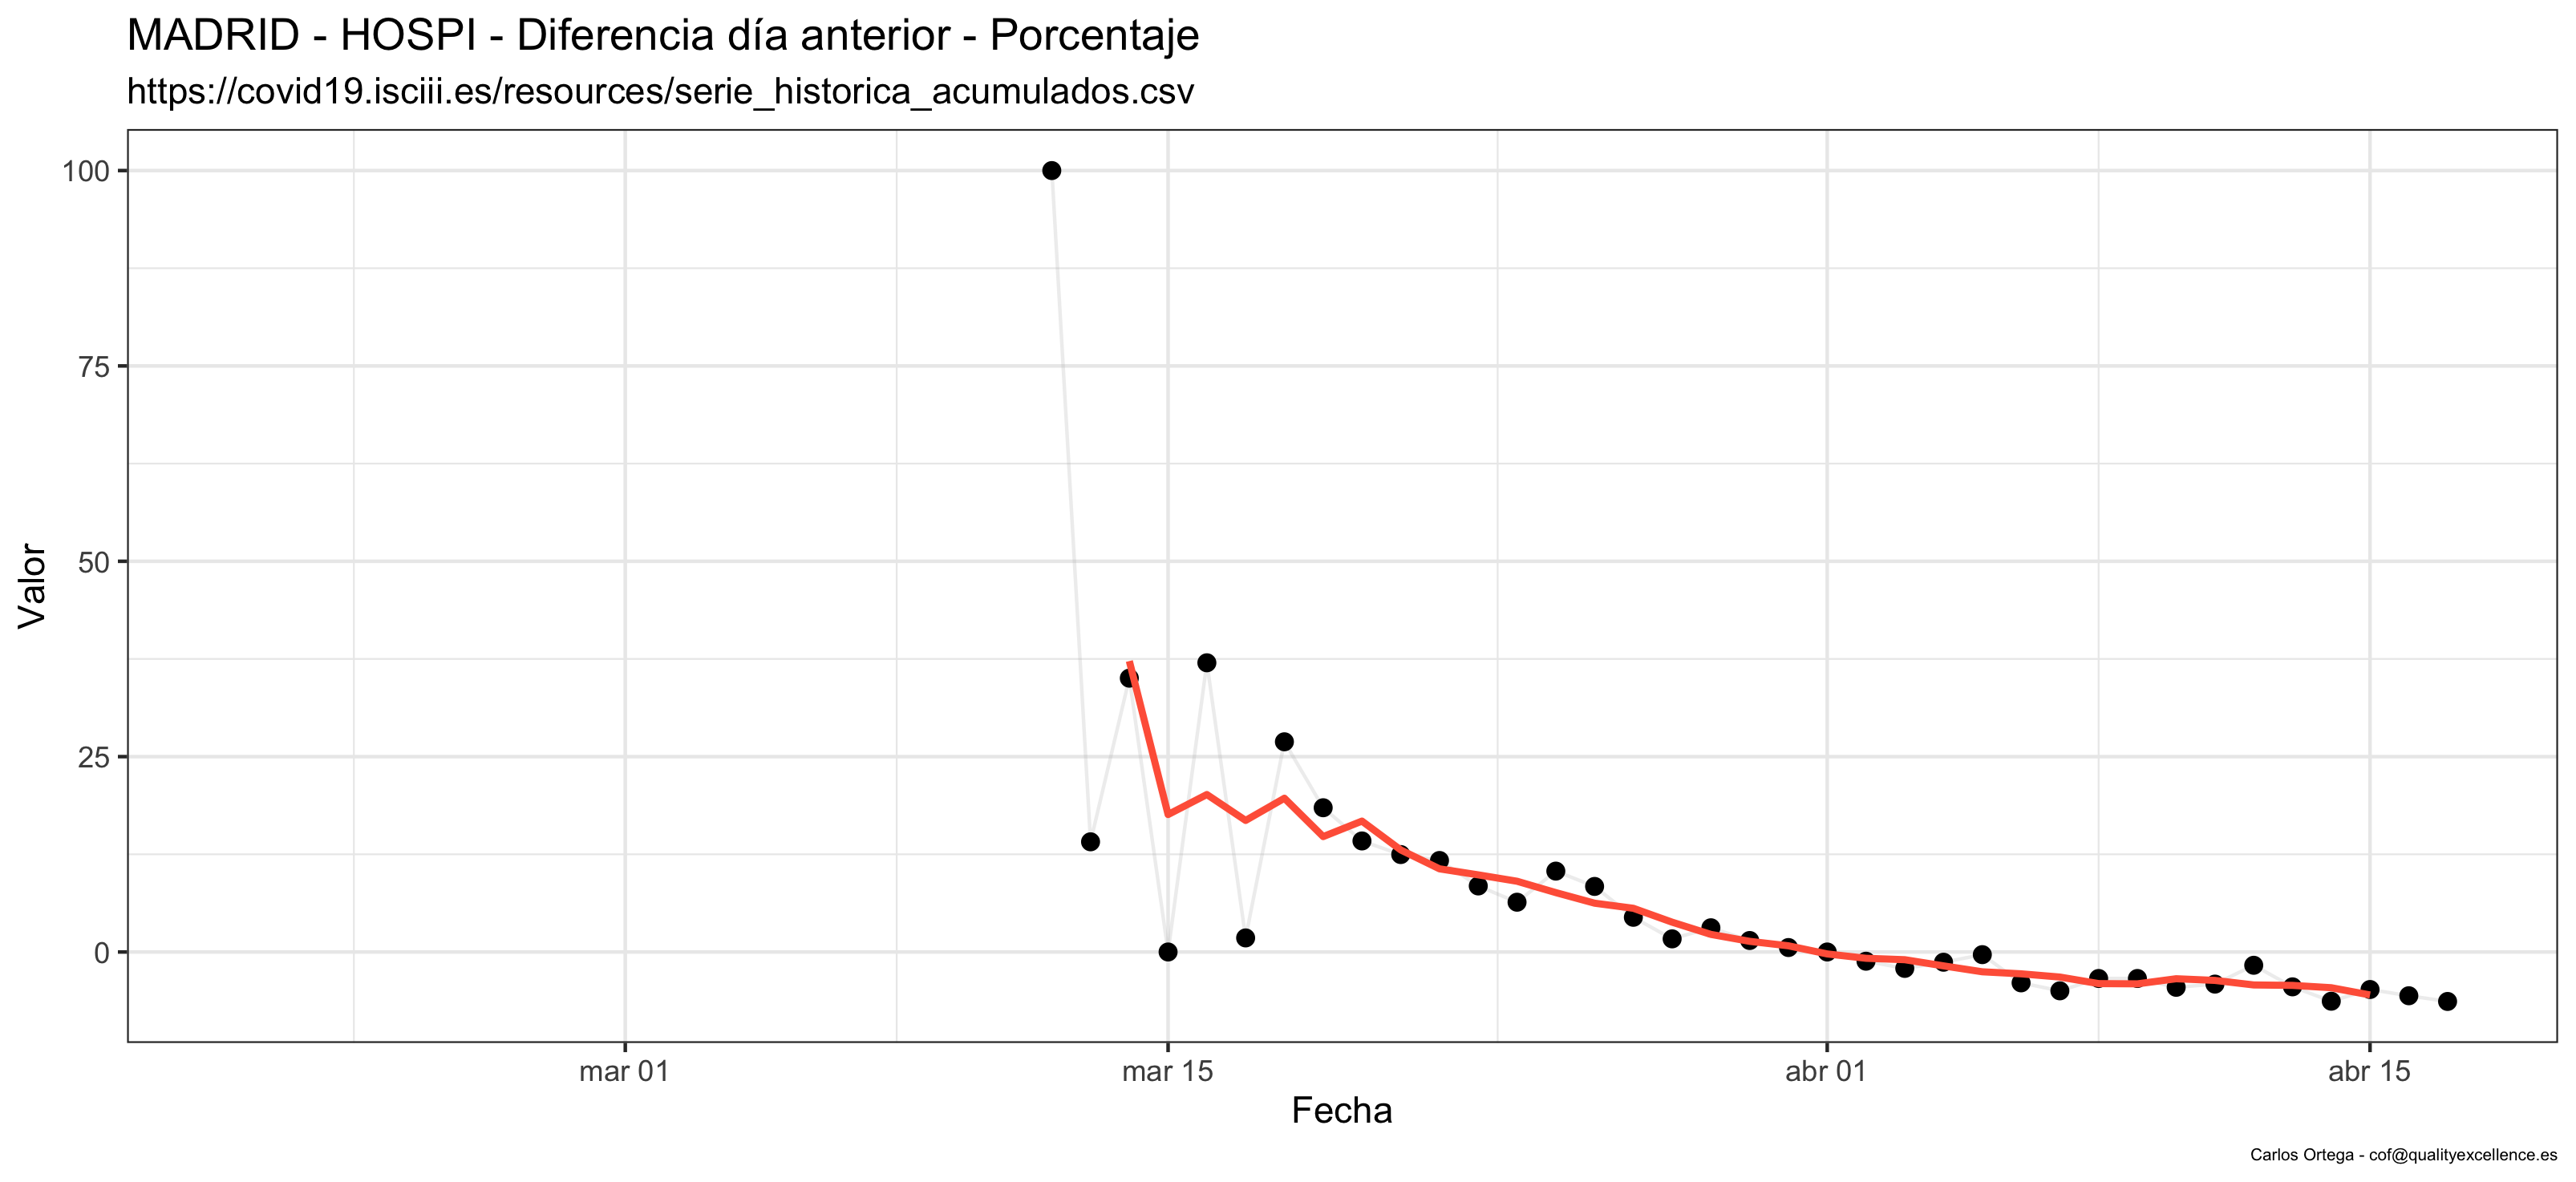 MADRID - HOSPI - Diferencia día anterior - Porcentaje
https://covid19.isciii.es/resources/serie_historica_acumulados.csv
100
75
50
25
0
Valor
mar 01
mar 15
abr 01
abr 15
Fecha
Carlos Ortega - cof@qualityexcellence.es